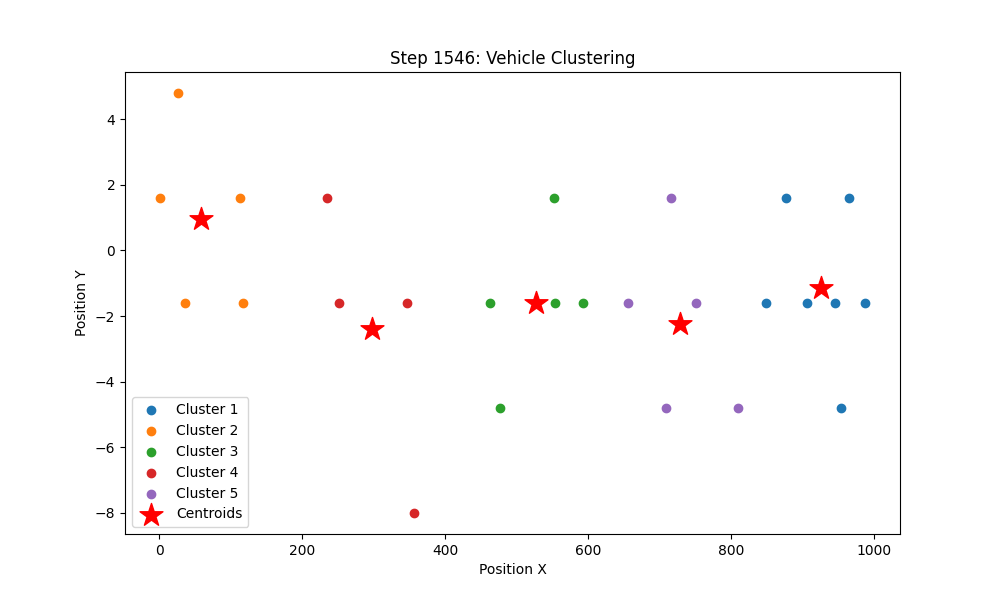 Step 1546: Vehicle Clustering
Position Y
4
2
0
−2
−4
−6
−8
Cluster 1
Cluster 2
Cluster 3
Cluster 4
Cluster 5
Centroids
0 200 400 600 800 1000
Position X